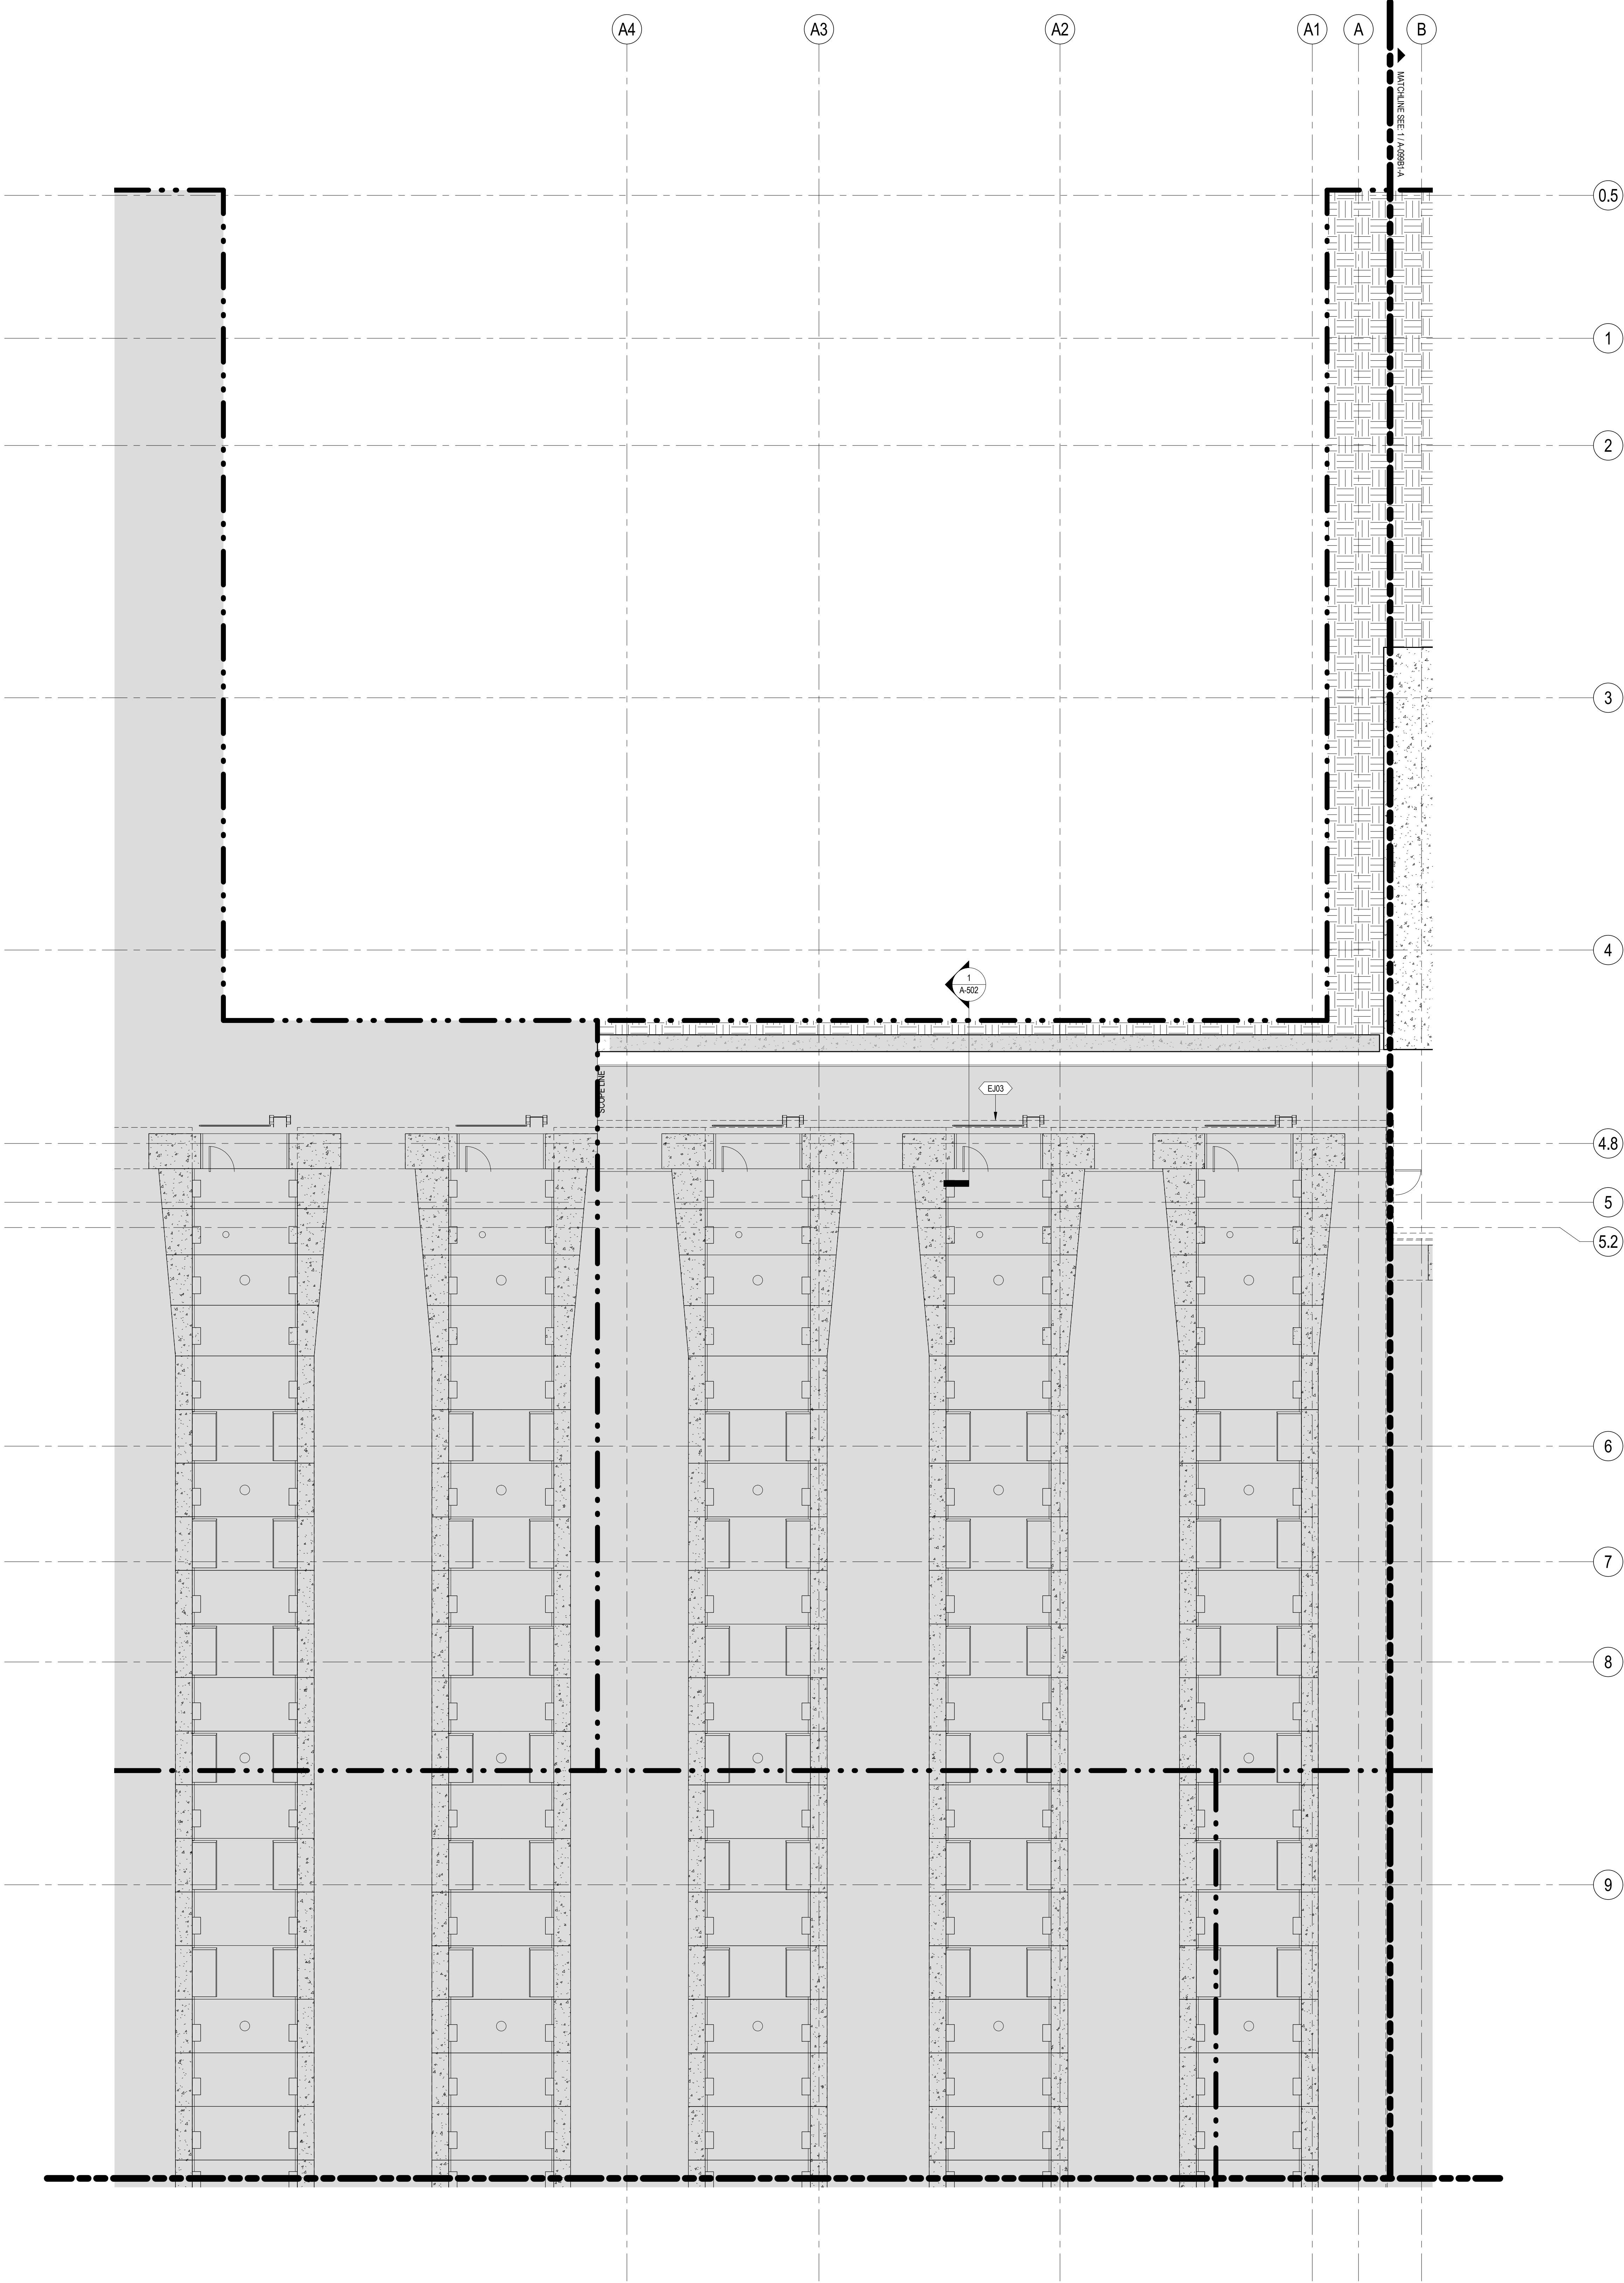 A4
A3
A2
A1
A
B
MATCHLINE SEE: 1 / A-099B1-A
0.5
1
2
3
4
1
A-502
SCOPE LINE
EJ03
4.8
5
5.2
6
7
8
9